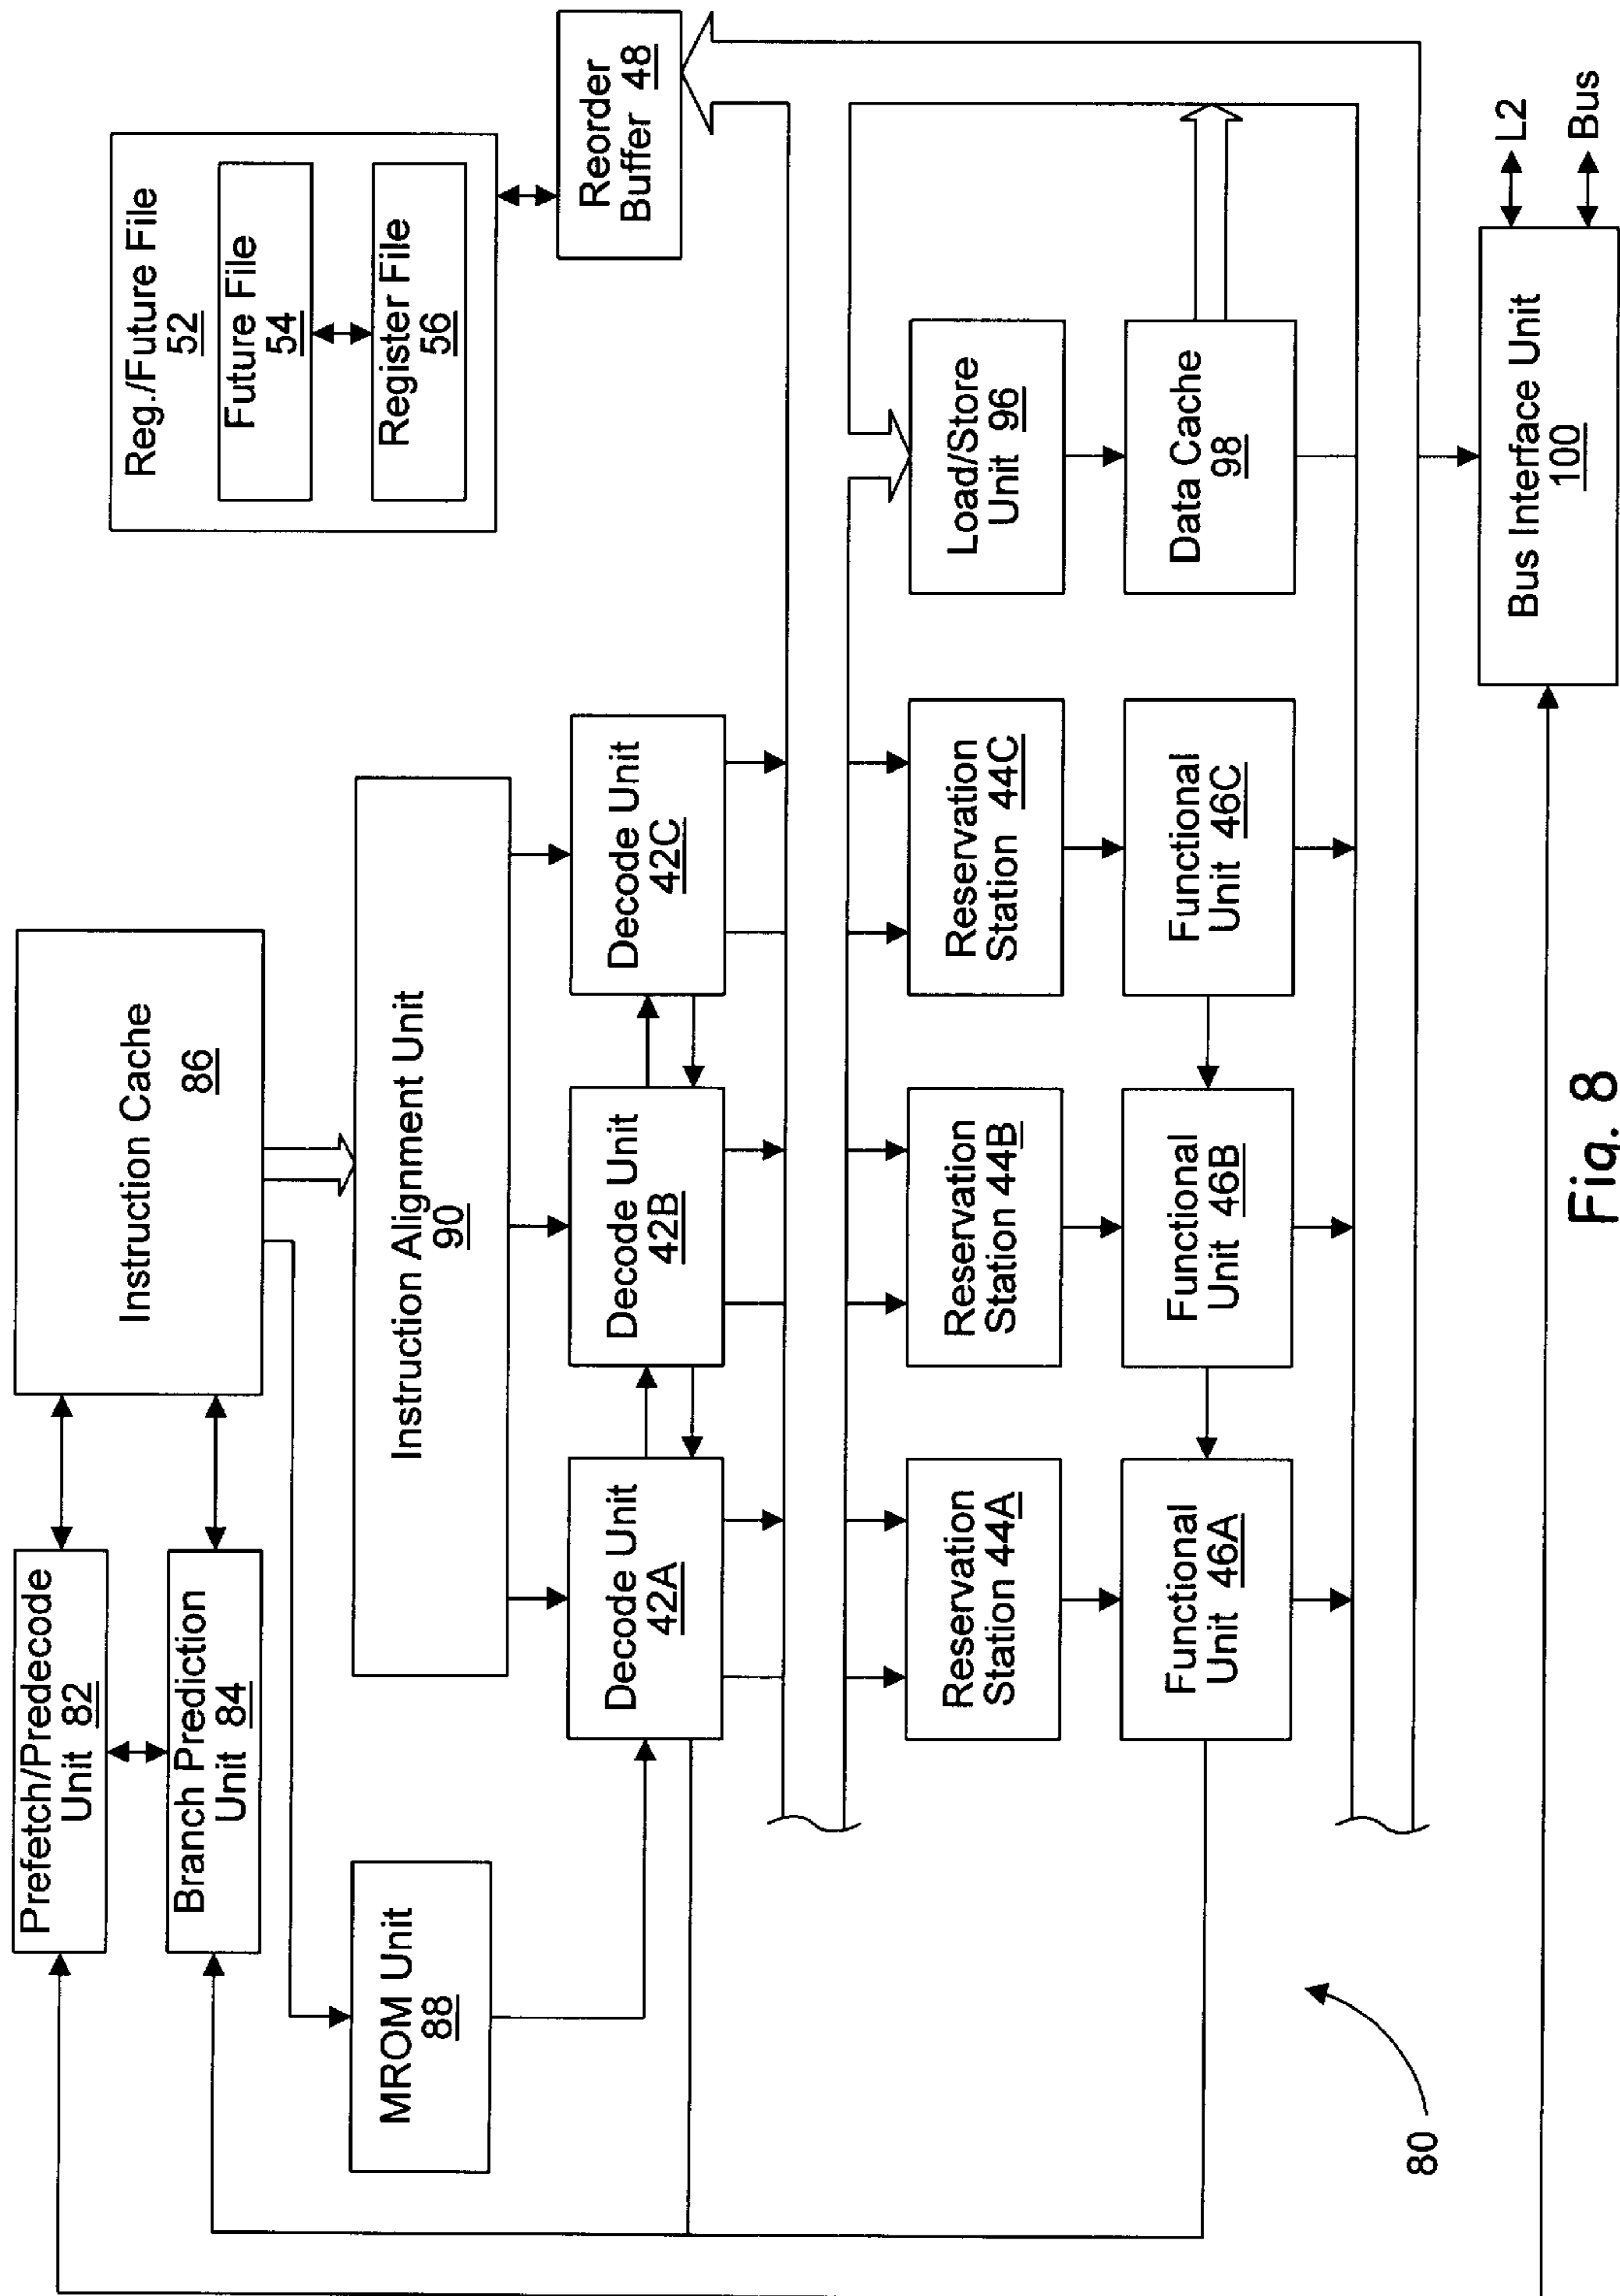 Prefetch/Predecode
Unit 82
Branch Prediction
Unit 84
Instruction Cache
86
Reg./Future File
52
Future File
54
Register File
56
MROM Unit
88
Instruction Alignment Unit
90
Reorder
Buffer 48
Decode Unit
42A
Decode Unit
42B
Decode Unit
42C
Reservation
Station 44A
Reservation
Station 44B
Reservation
Station 44C
Load/Store
Unit 96
Functional
Unit 46A
Functional
Unit 46B
Functional
Unit 46C
Data Cache
98
80
L2
Bus
Bus Interface Unit
100
Fig. 8